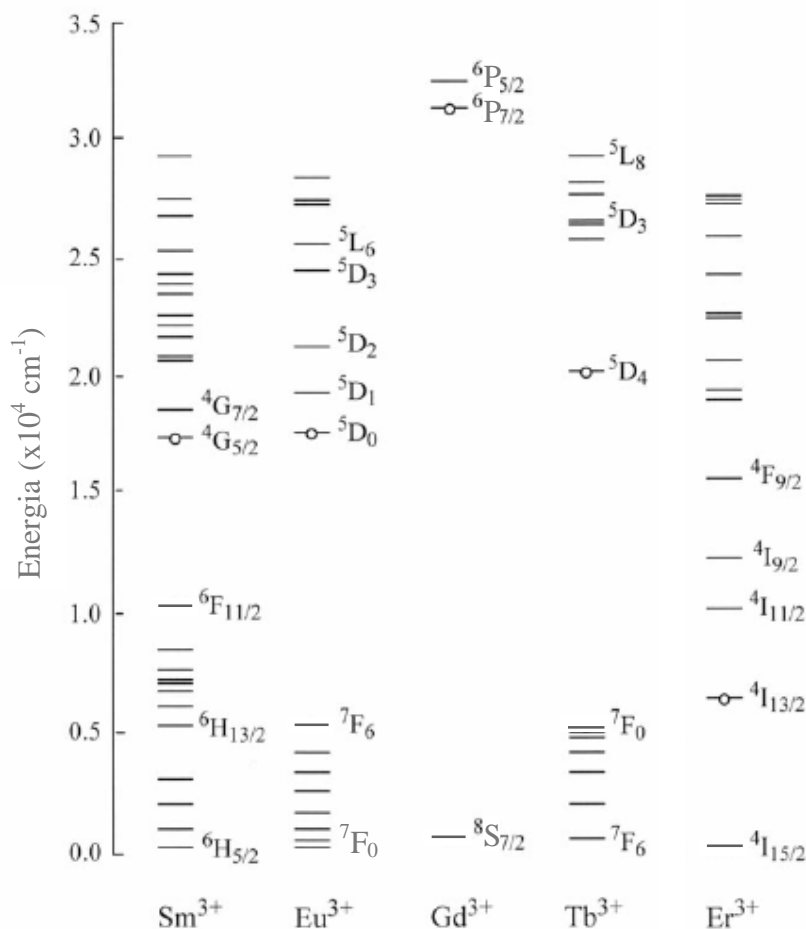 3.5
⁶P₅/₂
⁶P₇/₂
3.0
⁵L₈
⁵D₃
2.5
⁵L₆
⁵D₃
⁵D₂
2.0
⁵D₄
⁵D₁
⁴G₇/₂
⁴G₅/₂
⁵D₀
1.5
⁴F₉/₂
⁴I₉/₂
1.0
⁶F₁₁/₂
⁴I₁₁/₂
⁴I₁₃/₂
0.5
⁶H₁₃/₂
⁷F₆
⁷F₀
0.0
⁶H₅/₂
⁷F₀
⁸S₇/₂
⁷F₆
⁴I₁₅/₂
Energia (x10⁴ cm⁻¹)
Sm³⁺ Eu³⁺ Gd³⁺ Tb³⁺ Er³⁺